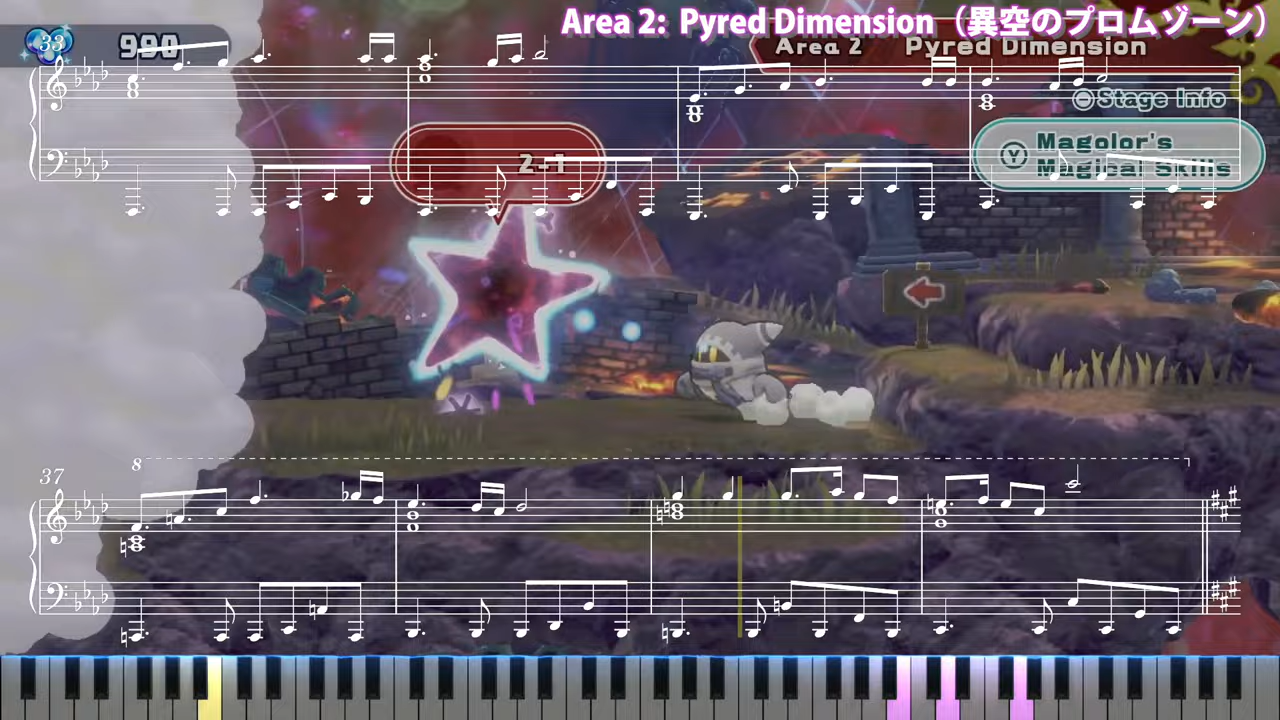 Area 2: Pyred Dimension（異空のプロムゾーン）
33
990
Area 2 Pyred Dimension
Stage Info
Y Magolor's
Magical Skills
2-1
8
37